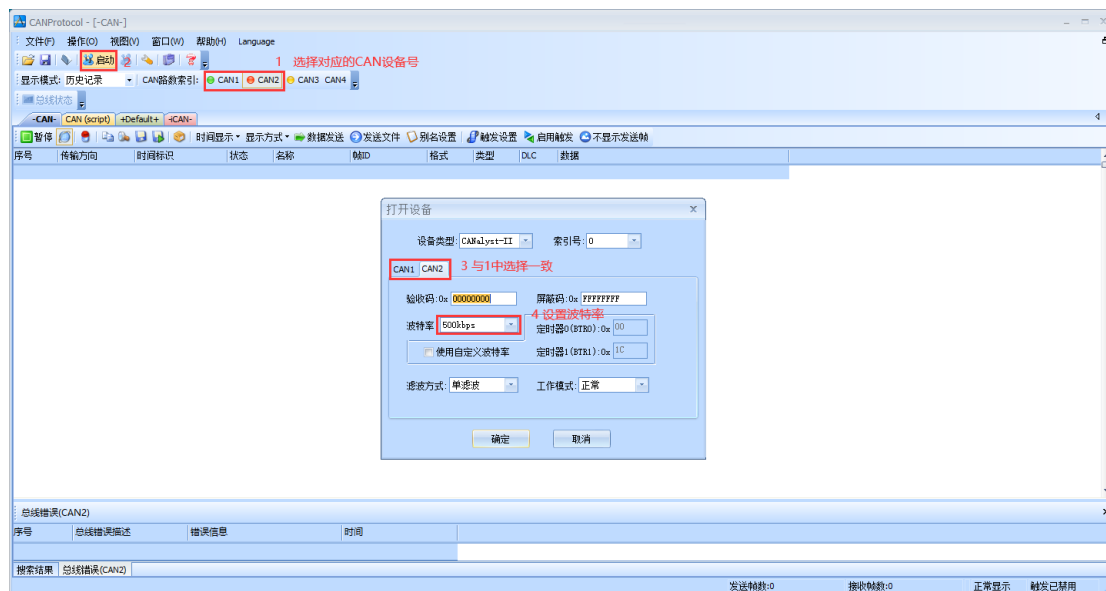 CANProtocol - [-CAN-]
文件(F) 操作(O) 视图(V) 窗口(W) 帮助(H) Language
启动 2 1 选择对应的CAN设备号
显示模式: 历史记录 CAN路数索引: CAN1 CAN2 CAN3 CAN4
总线状态
-CAN- CAN (script) +Default+ +CAN-
暂停 时间显示 显示方式 数据发送 发送文件 别名设置 触发设置 启用触发 不显示发送帧
序号 传输方向 时间标识 状态 名称 帧ID 格式 类型 DLC 数据
打开设备
设备类型: CANalyst-II 索引号: 0
CAN1 CAN2 3 与1中选择一致
验收码:0x 00000000 屏蔽码:0x FFFFFFFF
4 设置波特率
波特率 500kbps 定时器0(BTR0):0x 00
使用自定义波特率 定时器1(BTR1):0x 1C
滤波方式: 单滤波 工作模式: 正常
确定 取消
总线错误(CAN2)
序号 总线错误描述 错误信息 时间
搜索结果 总线错误(CAN2)
发送帧数:0 接收帧数:0 正常显示 触发已禁用